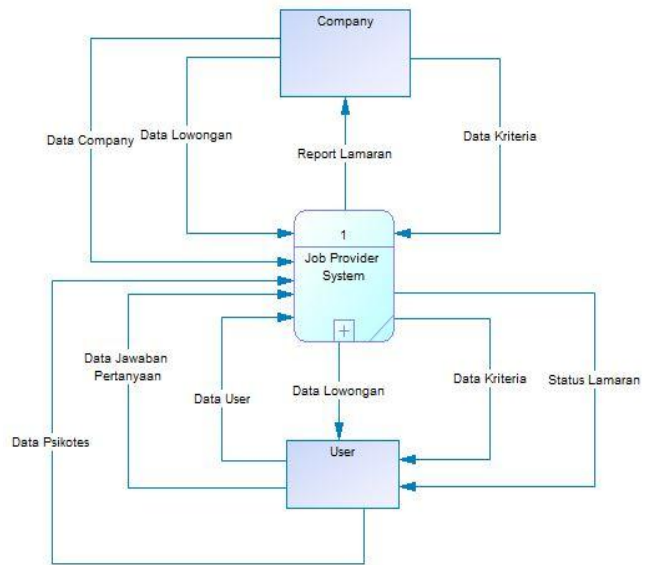 Company
Data Company
Data Lowongan
Report Lamaran
Data Kriteria
1
Job Provider
System
+
Data Jawaban
Pertanyaan
Data User
Data Lowongan
Data Kriteria
Status Lamaran
Data Psikotes
User